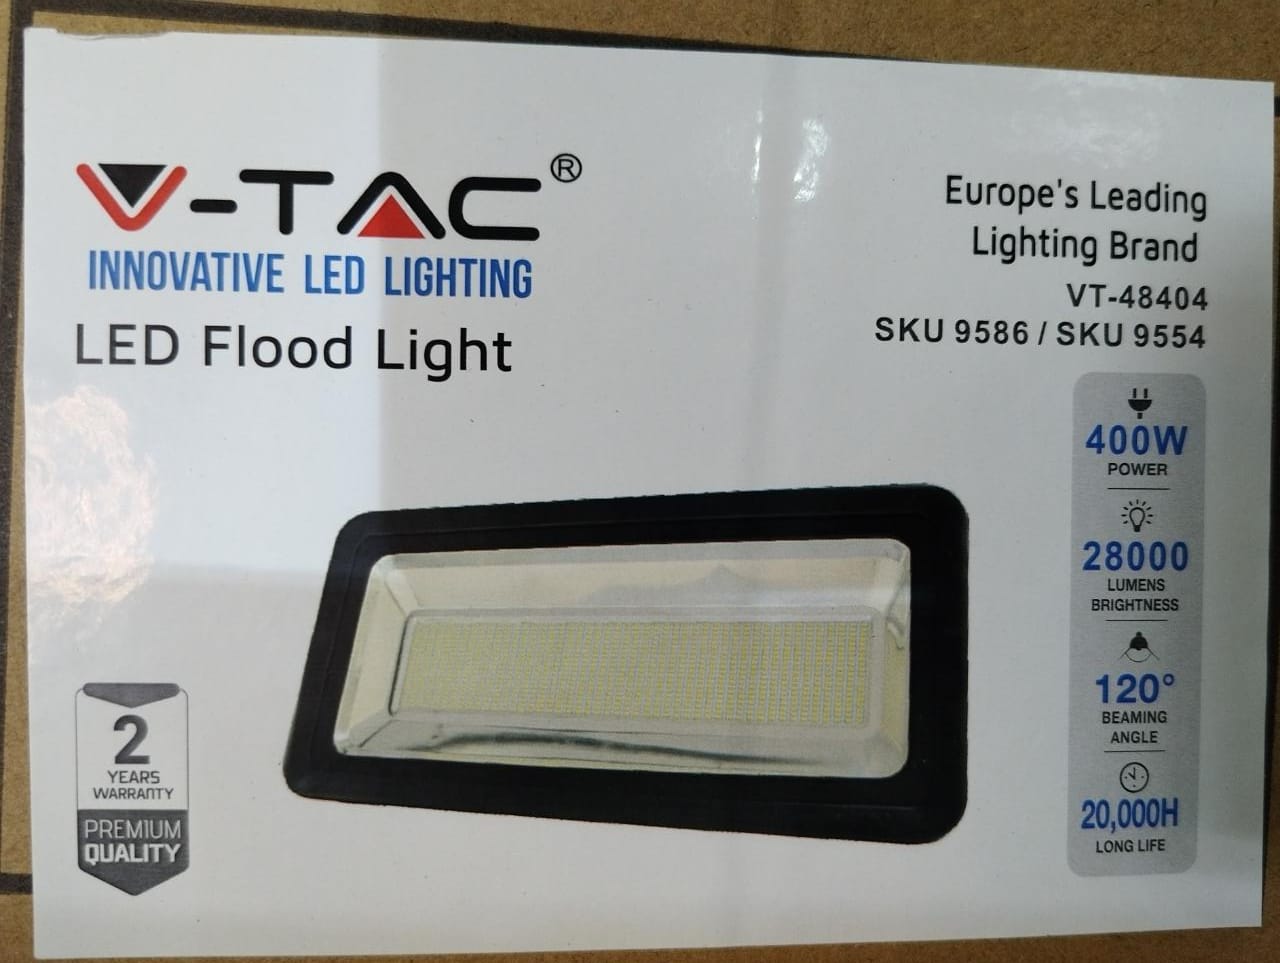 V-TAC®
INNOVATIVE LED LIGHTING
LED Flood Light
Europe's Leading
Lighting Brand
VT-48404
SKU 9586 / SKU 9554
400W
POWER
28000
LUMENS
BRIGHTNESS
120°
BEAMING
ANGLE
20,000H
LONG LIFE
2
YEARS
WARRANTY
PREMIUM
QUALITY